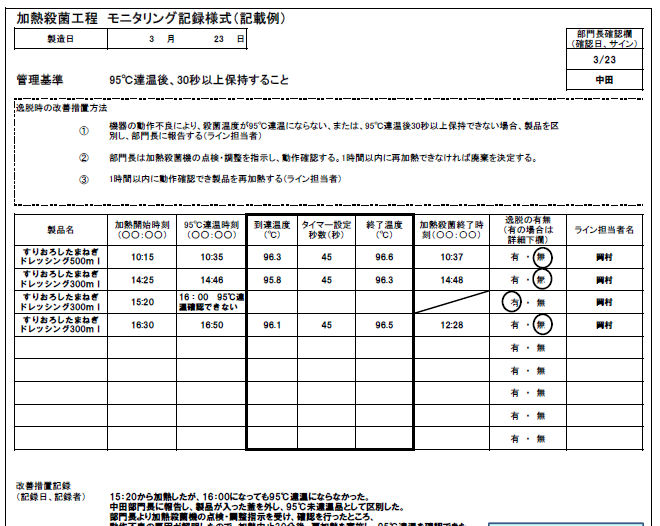 加熱殺菌工程 モニタリング記録様式(記載例)
製造日 3 月 23 日
部門長確認欄
(確認日、サイン)
3/23
中田
管理基準 95℃達温後、30秒以上保持すること
逸脱時の改善措置方法
① 機器の動作不良により、殺菌温度が95℃達温にならない、または、95℃達温後30秒以上保持できない場合、製品を区
別し、部門長に報告する(ライン担当者)
② 部門長は加熱殺菌機の点検・調整を指示し、動作確認する。1時間以内に再加熱できなければ廃棄を決定する。
③ 1時間以内に動作確認でき製品を再加熱する(ライン担当者)
製品名 加熱開始時刻(〇〇:〇〇) 95℃達温時刻(〇〇:〇〇) 到達温度(℃) タイマー設定秒数(秒) 終了温度(℃) 加熱殺菌終了時刻(〇〇:〇〇) 逸脱の有無(有の場合は詳細下欄) ライン担当者名
すりおろしたまねぎドレッシング500ml 10:15 10:35 96.3 45 96.6 10:37 有・無 岡村
すりおろしたまねぎドレッシング300ml 14:25 14:46 95.8 45 96.3 14:48 有・無 岡村
すりおろしたまねぎドレッシング300ml 15:20 16:00 95℃達温確認できない 有・無 岡村
すりおろしたまねぎドレッシング300ml 16:30 16:50 96.1 45 96.5 12:28 有・無 岡村
有・無
有・無
有・無
有・無
有・無
改善措置記録
(記録日、記録者)
15:20から加熱したが、16:00になっても95℃達温にならなかった。
中田部門長に報告し、製品が入った蓋を外し、95℃未達温品として区別した。
部門長より加熱殺菌機の点検・調整指示を受け、確認を行ったところ、